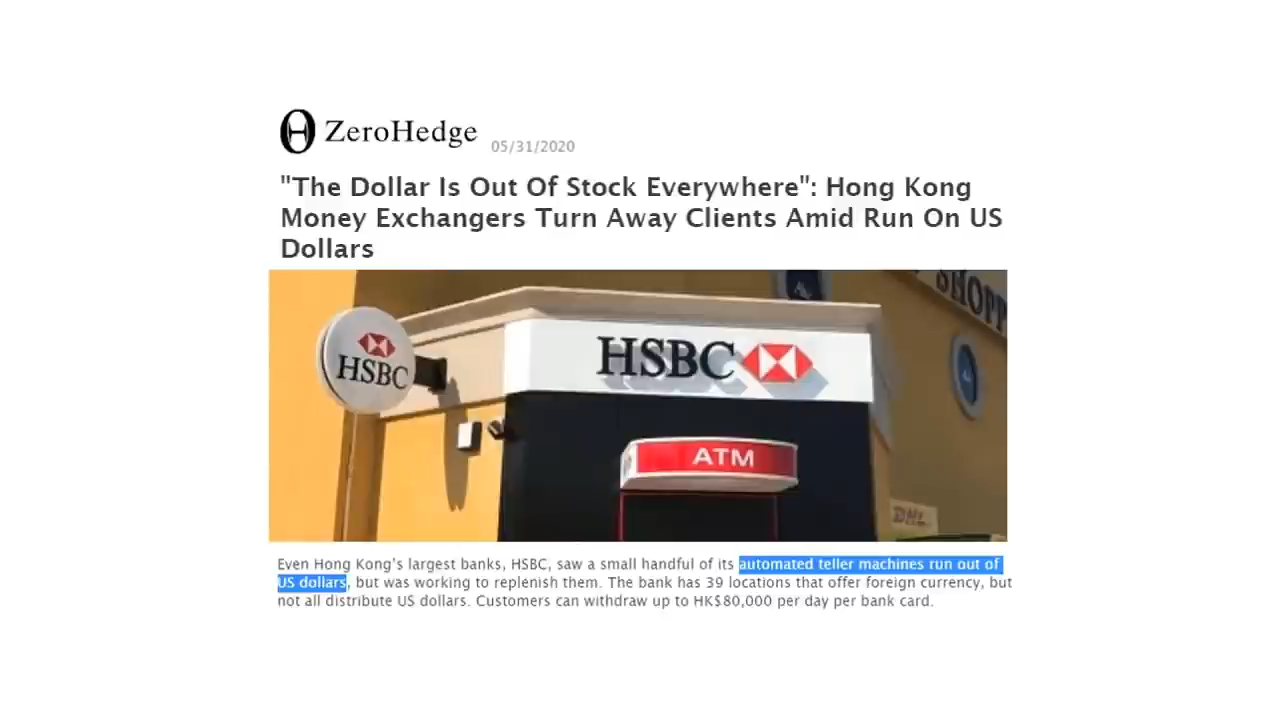 ZeroHedge 05/31/2020
"The Dollar Is Out Of Stock Everywhere": Hong Kong
Money Exchangers Turn Away Clients Amid Run On US
Dollars
SHOPP
HSBC
HSBC
ATM
DHL
Even Hong Kong's largest banks, HSBC, saw a small handful of its automated teller machines run out of
US dollars, but was working to replenish them. The bank has 39 locations that offer foreign currency, but
not all distribute US dollars. Customers can withdraw up to HK$80,000 per day per bank card.